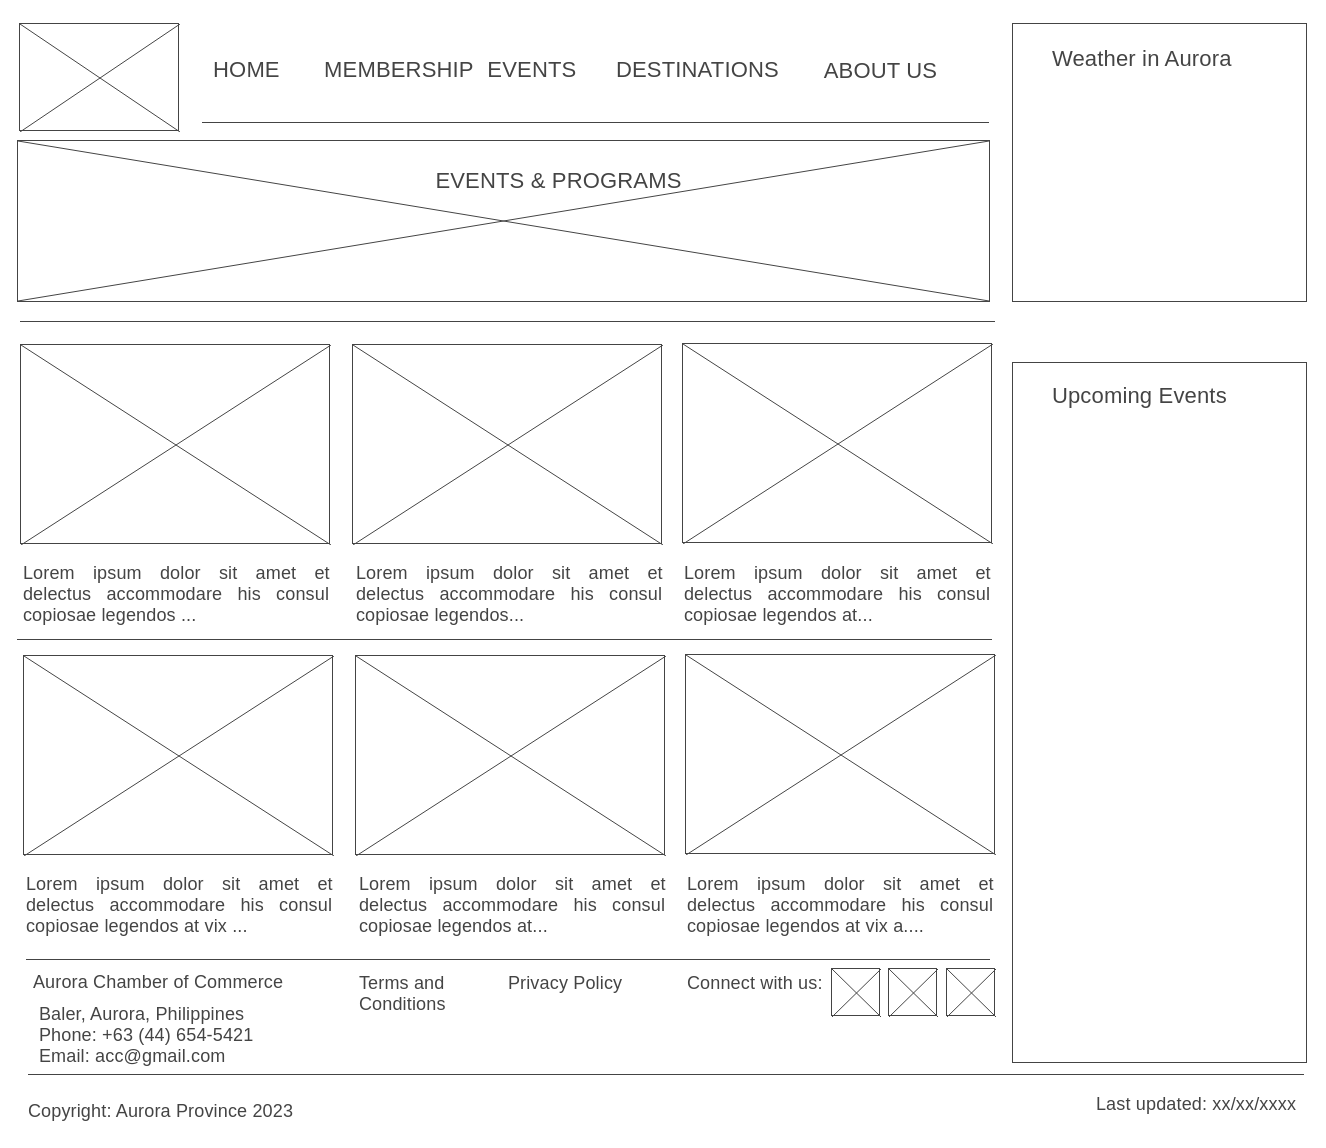 HOME
MEMBERSHIP
EVENTS
DESTINATIONS
ABOUT US
Weather in Aurora
EVENTS & PROGRAMS
Upcoming Events
Lorem ipsum dolor sit amet et
delectus accommodare his consul
copiosae legendos ...
Lorem ipsum dolor sit amet et
delectus accommodare his consul
copiosae legendos...
Lorem ipsum dolor sit amet et
delectus accommodare his consul
copiosae legendos at...
Lorem ipsum dolor sit amet et
delectus accommodare his consul
copiosae legendos at vix ...
Lorem ipsum dolor sit amet et
delectus accommodare his consul
copiosae legendos at...
Lorem ipsum dolor sit amet et
delectus accommodare his consul
copiosae legendos at vix a....
Aurora Chamber of Commerce
Baler, Aurora, Philippines
Phone: +63 (44) 654-5421
Email: acc@gmail.com
Terms and
Conditions
Privacy Policy
Connect with us:
Copyright: Aurora Province 2023
Last updated: xx/xx/xxxx